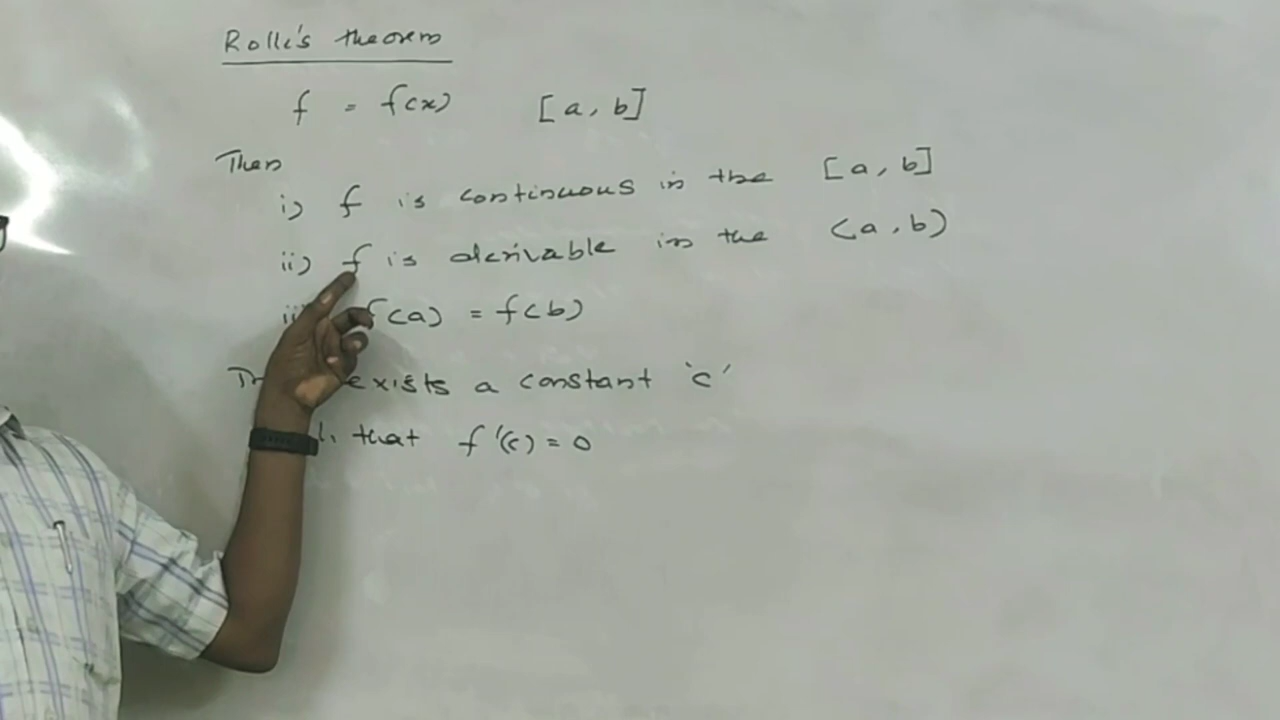 Rolle's theorem
f = f(x) [a, b]
Then
i) f is continuous in the [a, b]
ii) f is derivable in the (a, b)
f(a) = f(b)
exists a constant 'c'
that f'(c) = 0